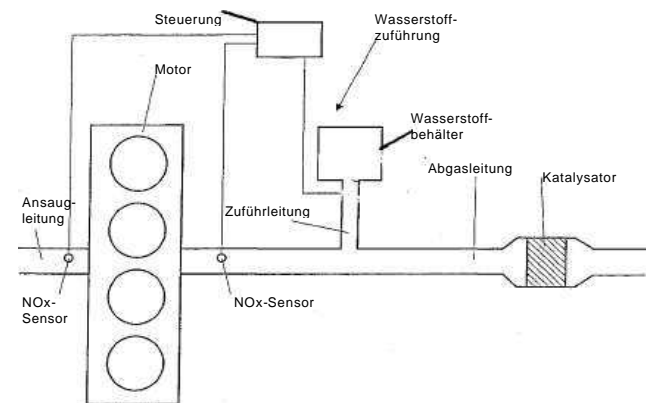 Steuerung
Wasserstoff-
zuführung
Motor
Wasserstoff-
behälter
Abgasleitung
Katalysator
Ansaug-
leitung
Zuführleitung
NOx-
Sensor
NOx-Sensor